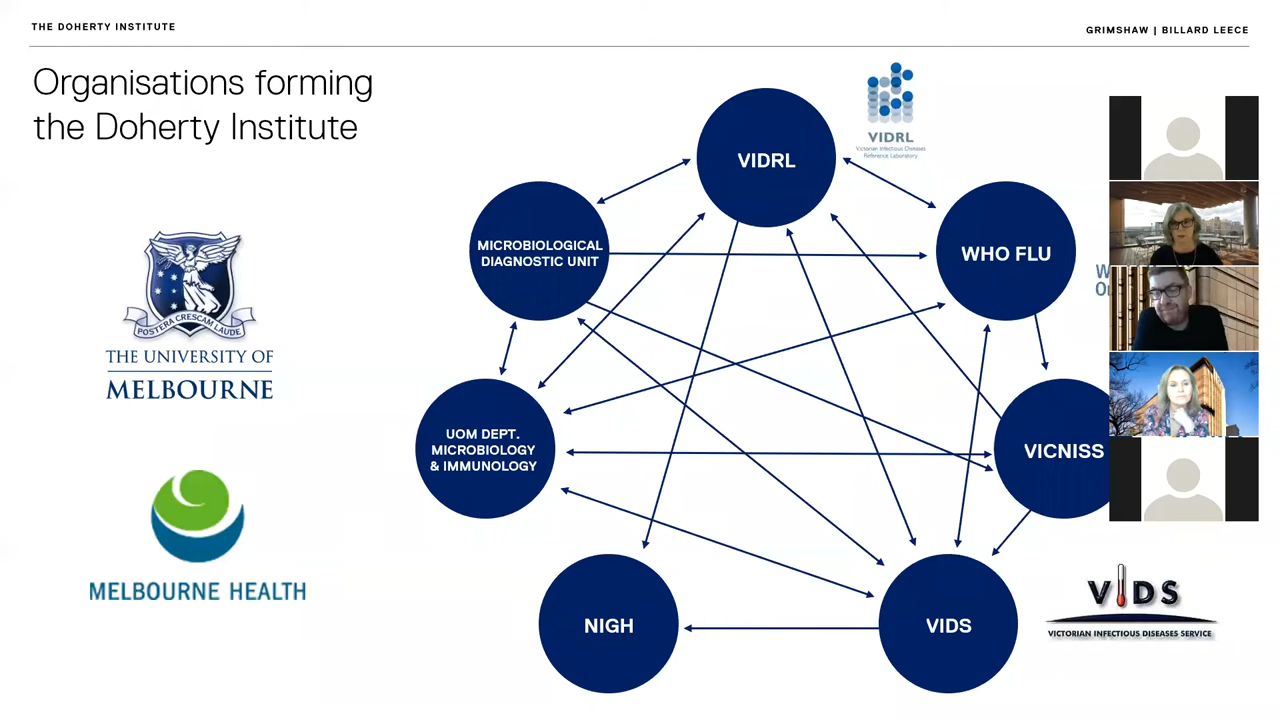 THE DOHERTY INSTITUTE
GRIMSHAW | BILLARD LEECE
Organisations forming
the Doherty Institute
VIDRL
Victorian Infectious Diseases
Reference Laboratory
VIDRL
MICROBIOLOGICAL
DIAGNOSTIC UNIT
WHO FLU
POSTERA CRESCAM LAUDE
THE UNIVERSITY OF
MELBOURNE
UOM DEPT.
MICROBIOLOGY
& IMMUNOLOGY
VICNISS
MELBOURNE HEALTH
NIGH
VIDS
VIDS
VICTORIAN INFECTIOUS DISEASES SERVICE